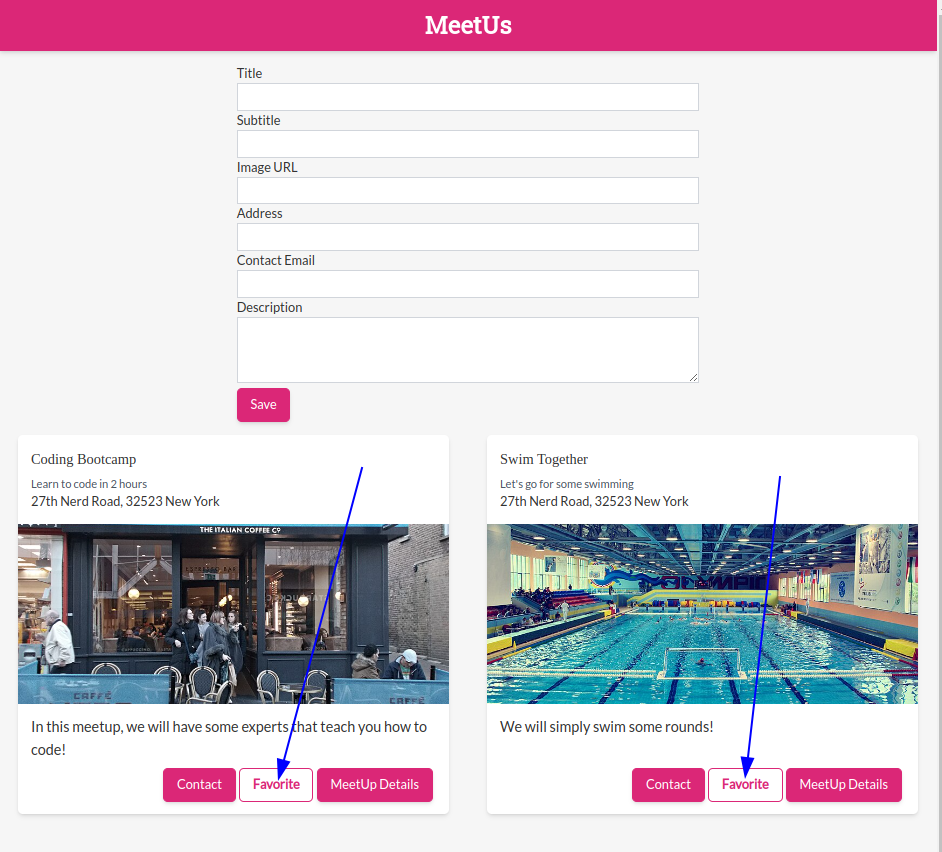 MeetUs
Title
Subtitle
Image URL
Address
Contact Email
Description
Save
Coding Bootcamp
Learn to code in 2 hours
27th Nerd Road, 32523 New York
THE ITALIAN COFFEE Cº
ESPRESSO BAR
CAFFÈ
CAFFÈ
In this meetup, we will have some experts that teach you how to
code!
Contact
Favorite
MeetUp Details
Swim Together
Let's go for some swimming
27th Nerd Road, 32523 New York
OLYMPIC
We will simply swim some rounds!
Contact
Favorite
MeetUp Details